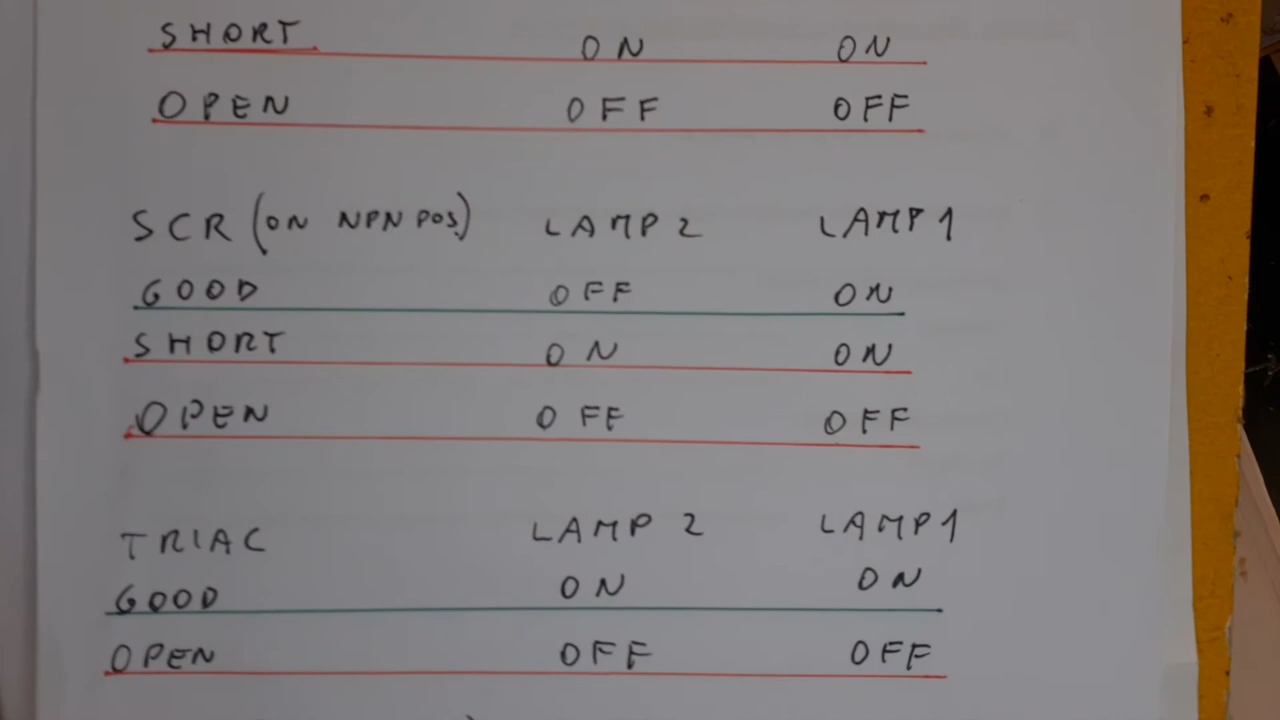 SHORT ON ON
OPEN OFF OFF
SCR (ON NPN POS) LAMP 2 LAMP 1
GOOD OFF ON
SHORT ON ON
OPEN OFF OFF
TRIAC LAMP 2 LAMP 1
GOOD ON ON
OPEN OFF OFF